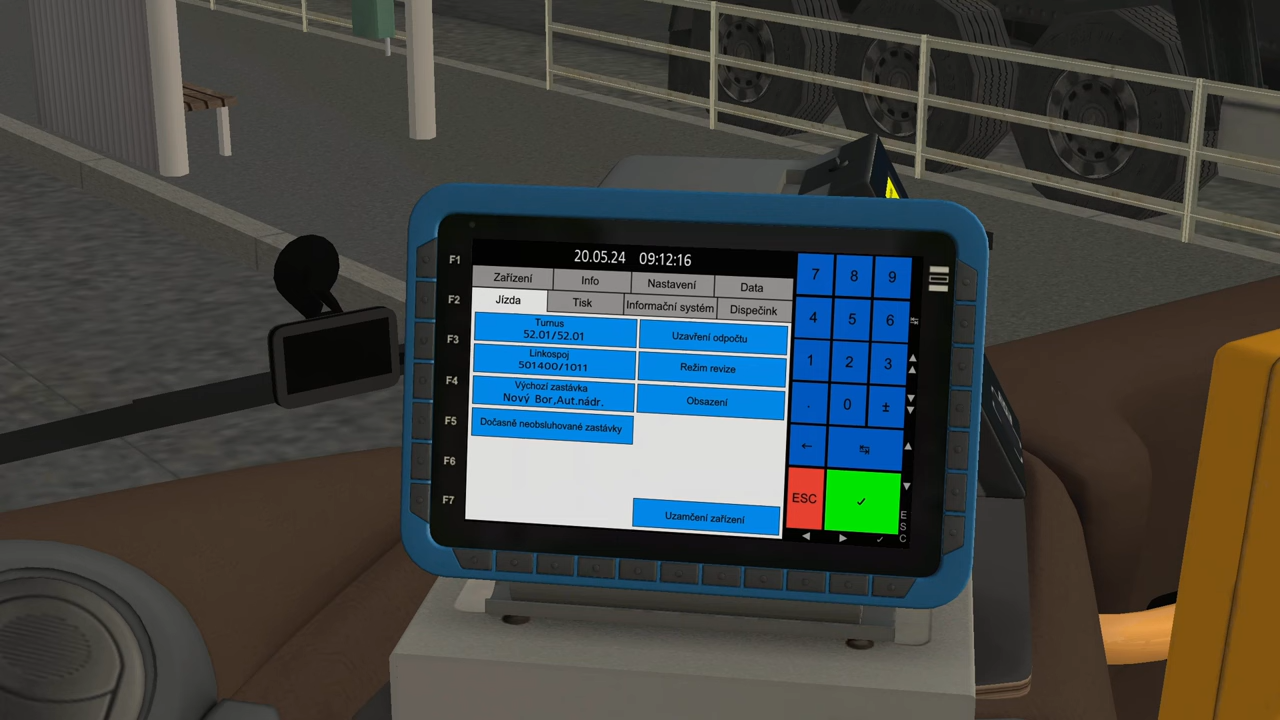 20.05.24 09:12:16
Zařízení Info Nastavení Data
Jízda Tisk Informační systém Dispečink
Turnus
52.01/52.01
Linkospoj
501400/1011
Výchozí zastávka
Nový Bor,Aut.nádr.
Dočasně neobsluhované zastávky
Uzavření odpočtu
Režim revize
Obsazení
Uzamčení zařízení
F1
F2
F3
F4
F5
F6
F7
7 8 9
4 5 6
1 2 3
. 0 ±
←
ESC ✓
E
S
C